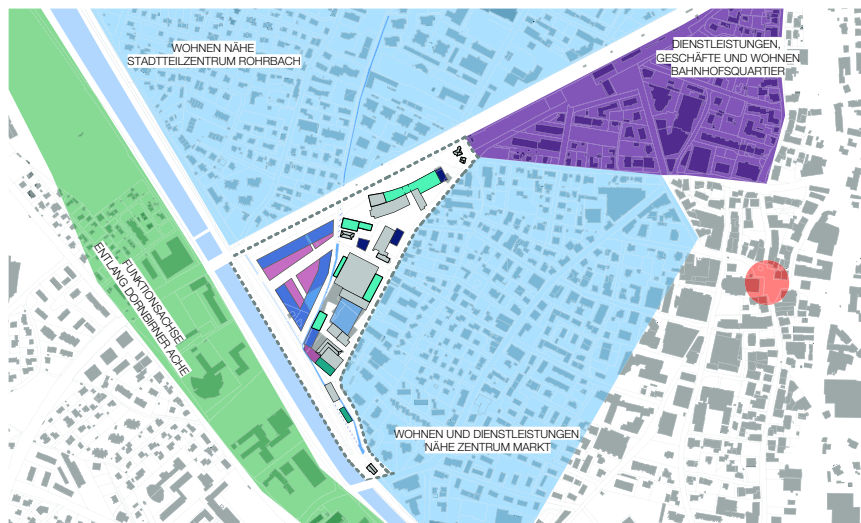 WOHNEN NÄHE
STADTTEILZENTRUM ROHRBACH
DIENSTLEISTUNGEN,
GESCHÄFTE UND WOHNEN
BAHNHOFSQUARTIER
FUNKTIONSACHSE
ENTLANG DORNBIRNER ACHE
WOHNEN UND DIENSTLEISTUNGEN
NÄHE ZENTRUM MARKT